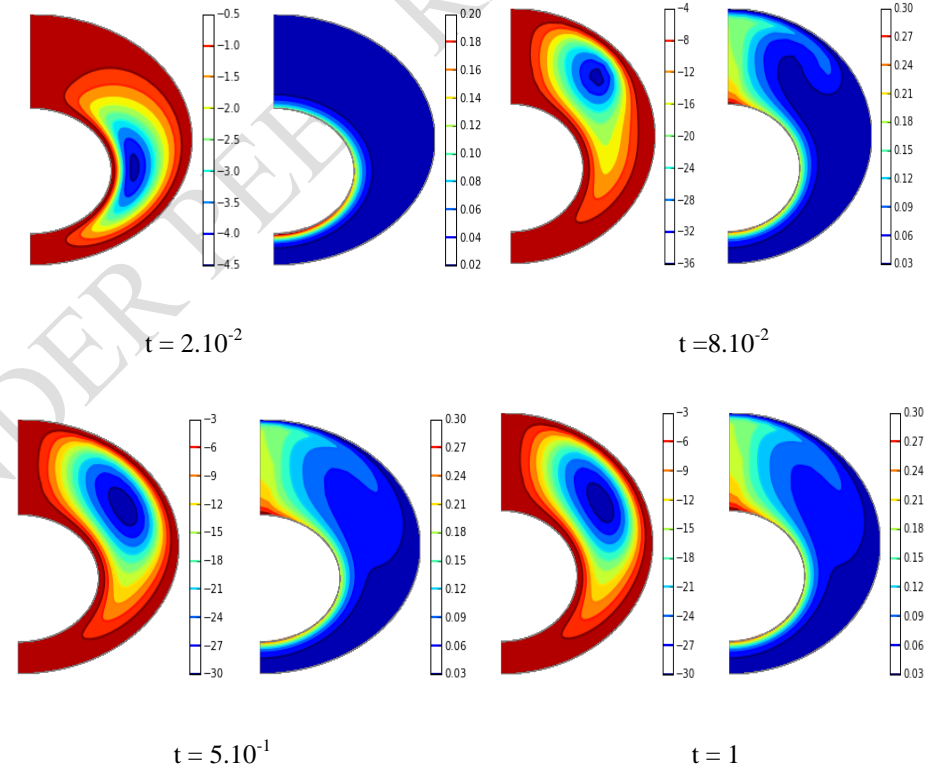 −0.5 0.20 −4 0.30
−1.0 0.18 −8 0.27
−1.5 0.16 −12 0.24
−2.0 0.14 −16 0.21
−2.5 0.12 −20 0.18
−3.0 0.10 −24 0.15
−3.5 0.08 −28 0.12
−4.0 0.06 −32 0.09
−4.5 0.04 −36 0.06
0.02 0.03
UNDER PEER R
t = 2.10⁻² t =8.10⁻²
−3 0.30 −3 0.30
−6 0.27 −6 0.27
−9 0.24 −9 0.24
−12 0.21 −12 0.21
−15 0.18 −15 0.18
−18 0.15 −18 0.15
−21 0.12 −21 0.12
−24 0.09 −24 0.09
−27 0.06 −27 0.06
−30 0.03 −30 0.03
t = 5.10⁻¹ t = 1